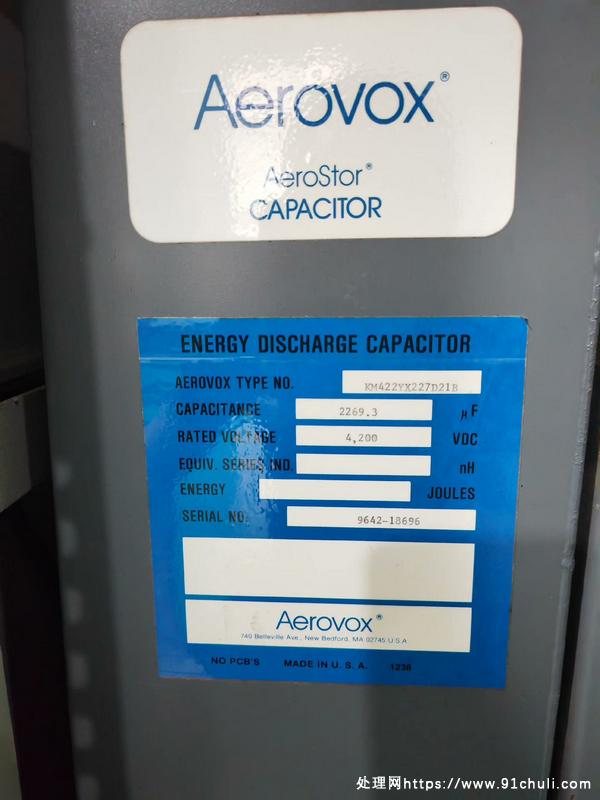 Aerovox®
AeroStor®
CAPACITOR
ENERGY DISCHARGE CAPACITOR
AEROVOX TYPE NO. KM422YX227D21B
CAPACITANCE 2269.3 µF
RATED VOLTAGE 4,200 VDC
EQUIV. SERIES IND. nH
ENERGY JOULES
SERIAL NO. 9642-18696
Aerovox®
740 Belleville Ave., New Bedford, MA 02745 U.S.A
NO PCB'S MADE IN U.S.A. 1238
处理网https://www.91chuli.com